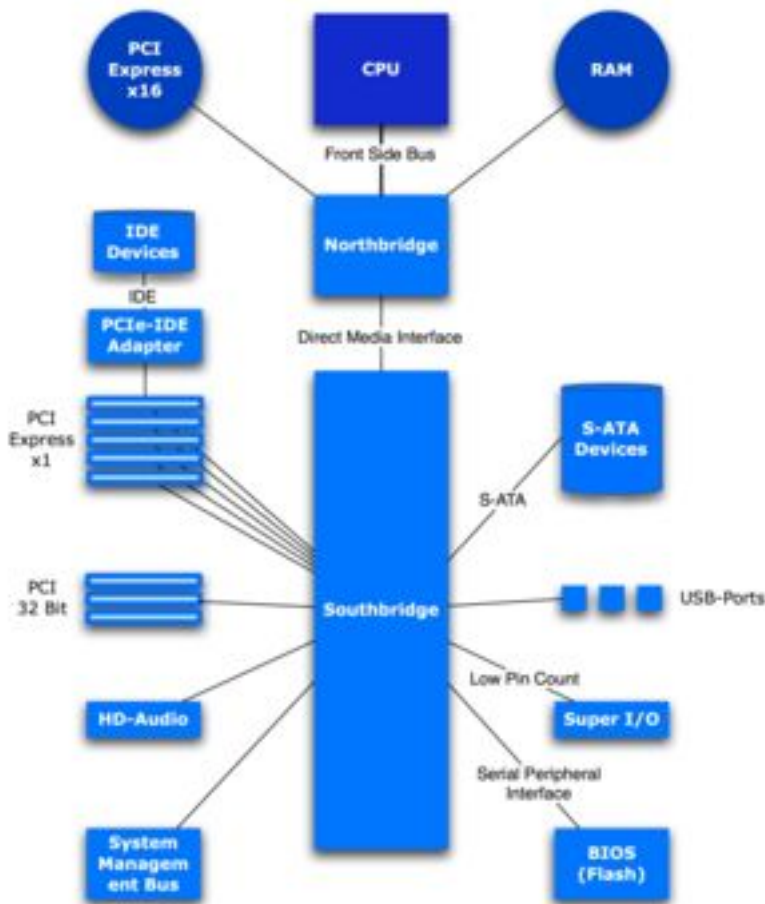 PCI
Express
x16
CPU
RAM
Front Side Bus
IDE
Devices
Northbridge
IDE
PCIe-IDE
Adapter
Direct Media Interface
PCI
Express
x1
S-ATA
Devices
S-ATA
PCI
32 Bit
Southbridge
USB-Ports
Low Pin Count
HD-Audio
Super I/O
Serial Peripheral
Interface
System
Managem
ent Bus
BIOS
(Flash)